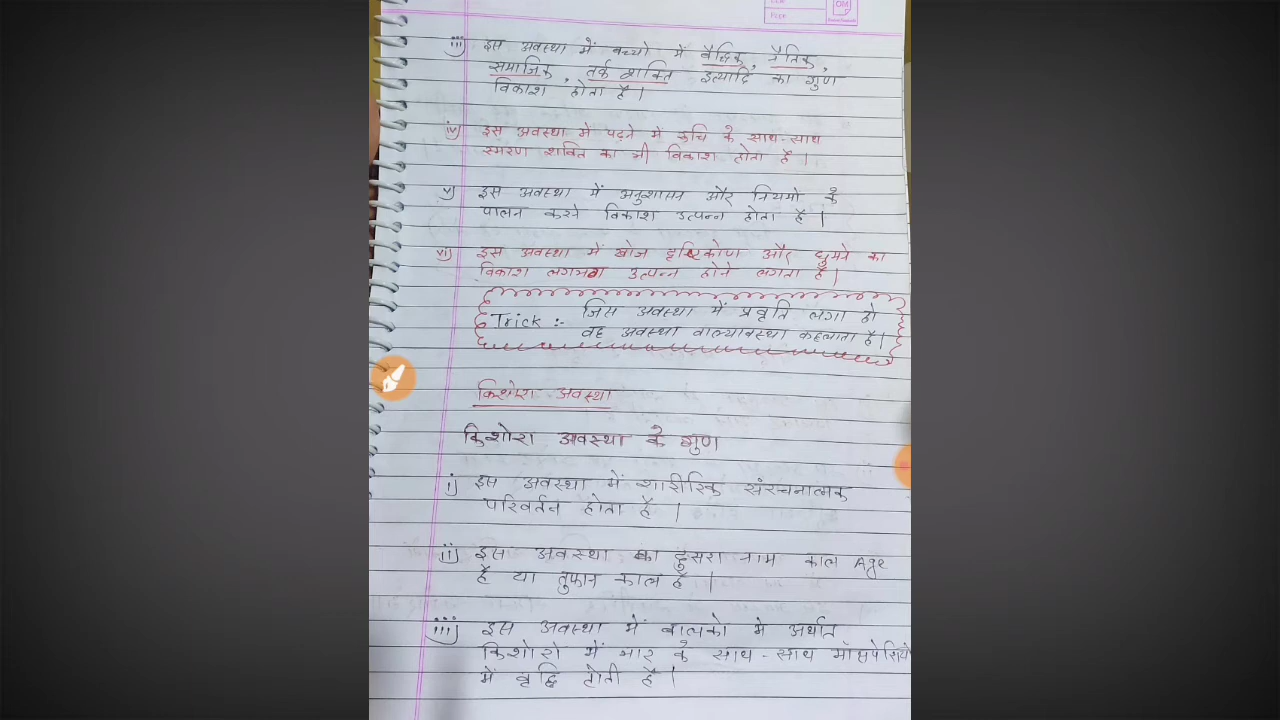 iii) इस अवस्था में बच्चो में बौद्धिक, नैतिक,
समाजिक, तर्क शक्ति इत्यादि का गुण
विकाश होता है।
iv) इस अवस्था मे पढ़ने मे रुचि के साथ-साथ
स्मरण शक्ति का भी विकाश होता है।
v) इस अवस्था में अनुशासन और नियमो के
पालन करने विकाश उत्पन्न होता है।
vi) इस अवस्था में खोज दृष्टिकोण और घुमने का
विकाश लगभग उत्पन्न होने लगता है।
Trick :- जिस अवस्था में प्रवृति लगा हो
वह अवस्था वाल्यावस्था कहलाता है।
किशोरा अवस्था
किशोरा अवस्था के गुण
i) इस अवस्था में शारीरिक संरचनात्मक
परिवर्तन होता है।
ii) इस अवस्था का दुसरा नाम काल Age
है या तुफान काल है।
iii) इस अवस्था में बालको मे अर्थात
किशोरो में भार के साथ-साथ माँसपेशियो
में वृद्धि होती है।